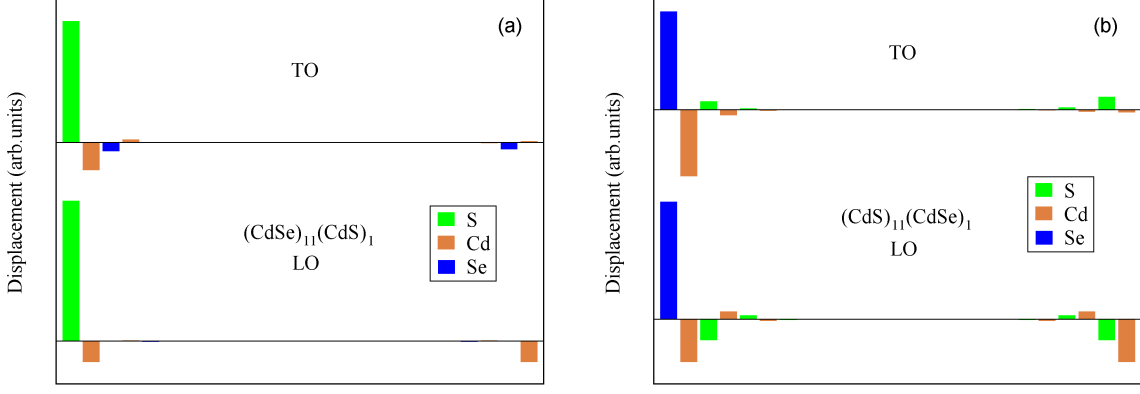 (a)
TO
Displacement (arb.units)
S
(CdSe)₁₁(CdS)₁
Cd
LO
Se
(b)
TO
Displacement (arb.units)
S
(CdS)₁₁(CdSe)₁
Cd
LO
Se